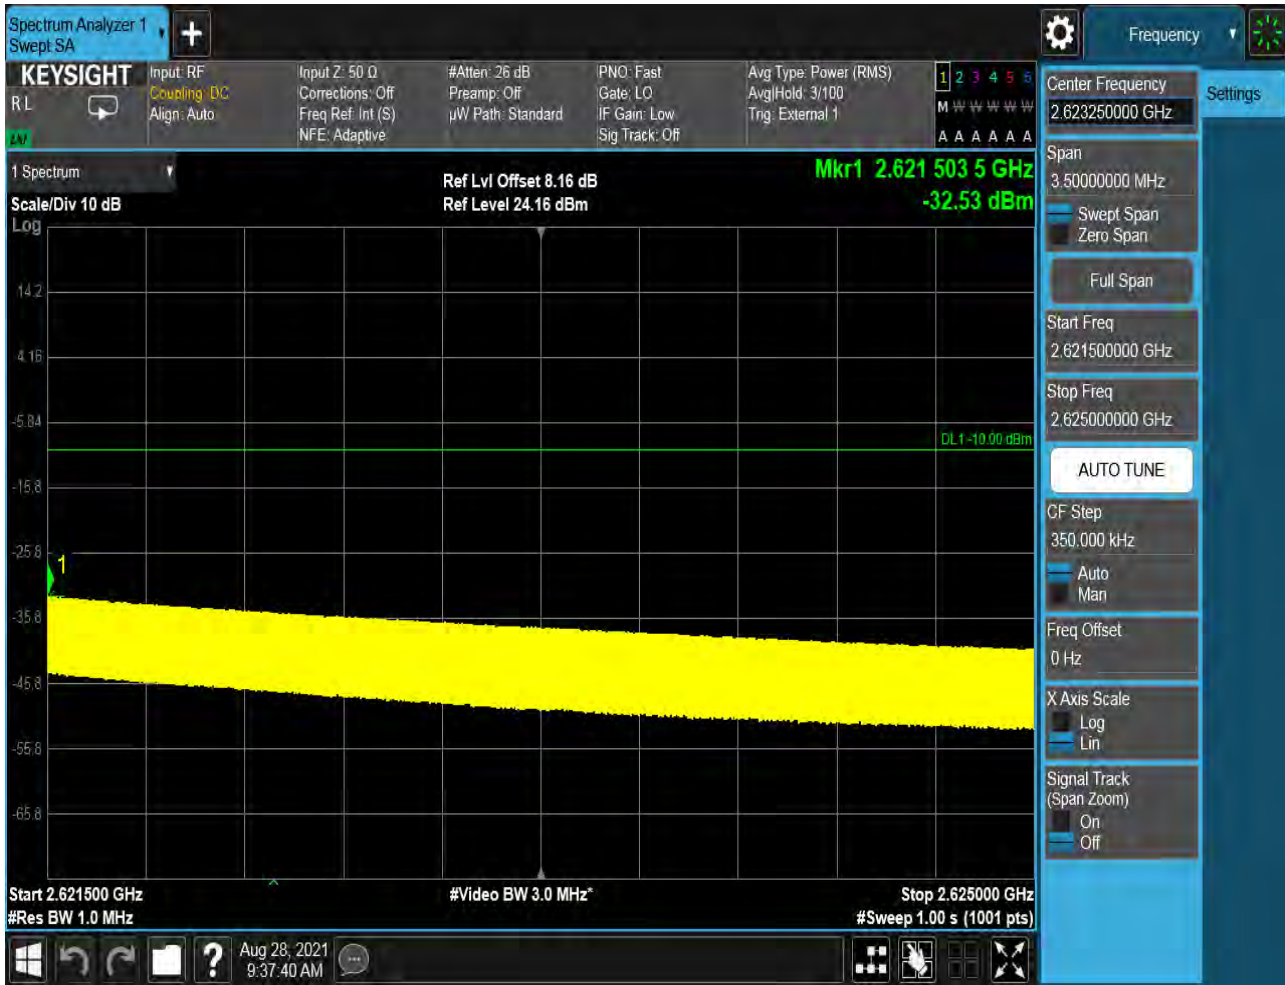 Spectrum Analyzer 1
Swept SA
Frequency
KEYSIGHT
R L
Input: RF
Coupling: DC
Align: Auto
Input Z: 50 Ω
Corrections: Off
Freq Ref: Int (S)
NFE: Adaptive
#Atten: 26 dB
Preamp: Off
µW Path: Standard
PNO: Fast
Gate: LO
IF Gain: Low
Sig Track: Off
Avg Type: Power (RMS)
Avg|Hold: 3/100
Trig: External 1
1 2 3 4 5 6
M W W W W W
A A A A A A
1 Spectrum
Scale/Div 10 dB
Log
Ref Lvl Offset 8.16 dB
Ref Level 24.16 dBm
Mkr1 2.621 503 5 GHz
-32.53 dBm
14.2
4.16
-5.84
-15.8
-25.8
-35.8
-45.8
-55.8
-65.8
DL1 -10.00 dBm
1
Start 2.621500 GHz
#Res BW 1.0 MHz
#Video BW 3.0 MHz*
Stop 2.625000 GHz
#Sweep 1.00 s (1001 pts)
Center Frequency
2.623250000 GHz
Settings
Span
3.50000000 MHz
Swept Span
Zero Span
Full Span
Start Freq
2.621500000 GHz
Stop Freq
2.625000000 GHz
AUTO TUNE
CF Step
350.000 kHz
Auto
Man
Freq Offset
0 Hz
X Axis Scale
Log
Lin
Signal Track
(Span Zoom)
On
Off
?
Aug 28, 2021
9:37:40 AM